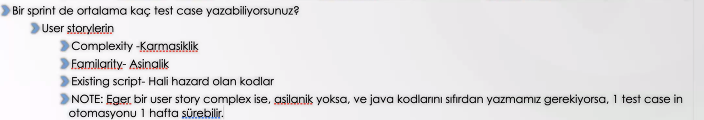 Bir sprint de ortalama kaç test case yazabiliyorsunuz?
User storylerin
Complexity -Karmasiklik
Familarity- Asinalik
Existing script- Hali hazard olan kodlar
NOTE: Eger bir user story complex ise, asilanik yoksa, ve java kodlarını sıfırdan yazmamız gerekiyorsa, 1 test case in
otomasyonu 1 hafta sürebilir.